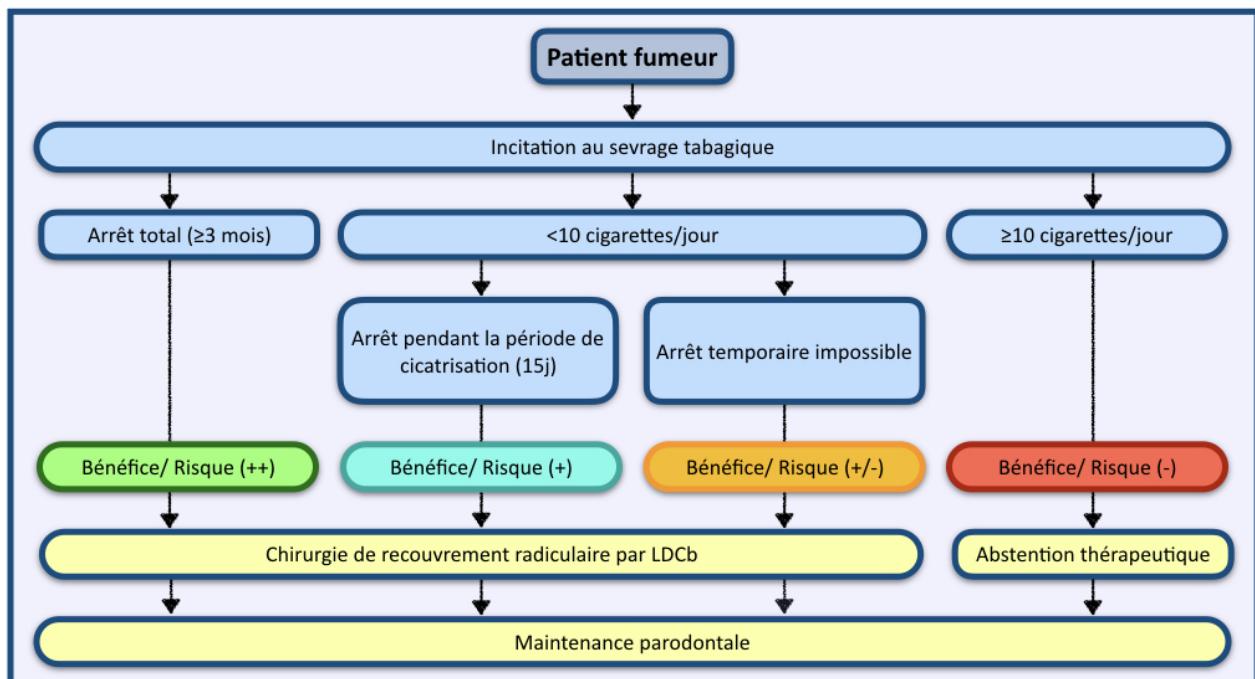 Patient fumeur
Incitation au sevrage tabagique
Arrêt total (≥3 mois)
<10 cigarettes/jour
≥10 cigarettes/jour
Arrêt pendant la période de
cicatrisation (15j)
Arrêt temporaire impossible
Bénéfice/ Risque (++)
Bénéfice/ Risque (+)
Bénéfice/ Risque (+/-)
Bénéfice/ Risque (-)
Chirurgie de recouvrement radiculaire par LDCb
Abstention thérapeutique
Maintenance parodontale